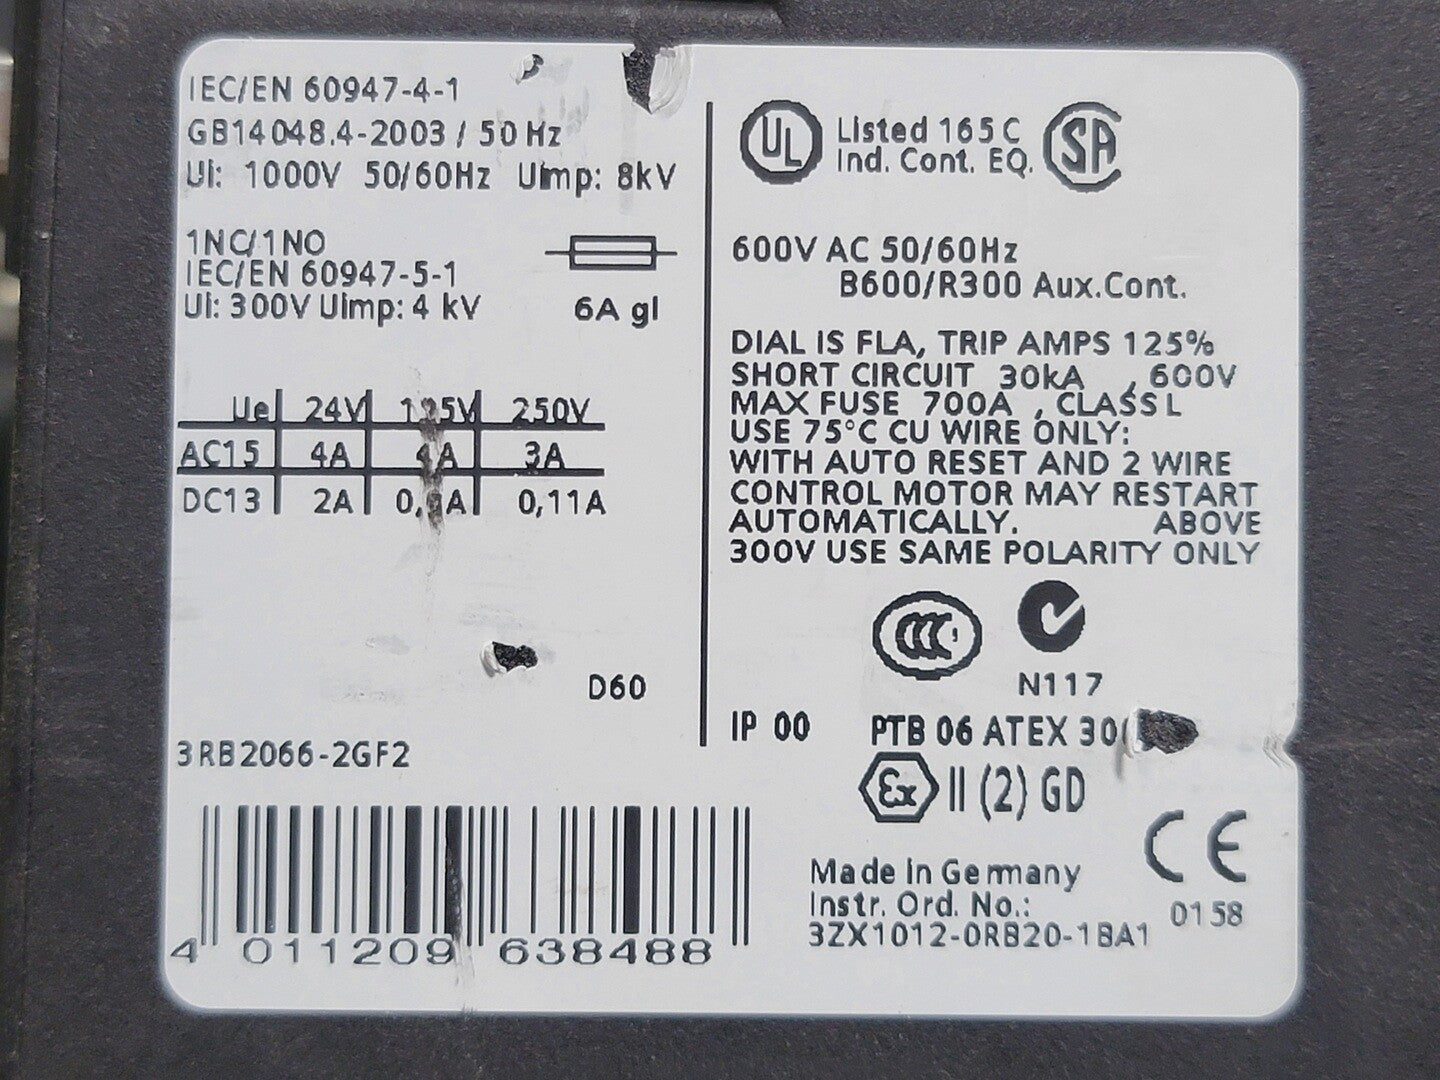 IEC/EN 60947-4-1
GB14048.4-2003 / 50 Hz
Ui: 1000V 50/60Hz Uimp: 8kV
1NC/1NO
IEC/EN 60947-5-1
Ui: 300V Uimp: 4 kV
6A gl
Ue 24V 125V 250V
AC15 4A 4A 3A
DC13 2A 0,11A
D60
3RB2066-2GF2
4 011209 638488
UL Listed 165C
Ind. Cont. EQ. SA
600V AC 50/60Hz
B600/R300 Aux.Cont.
DIAL IS FLA, TRIP AMPS 125%
SHORT CIRCUIT 30kA , 600V
MAX FUSE 700A , CLASS L
USE 75°C CU WIRE ONLY:
WITH AUTO RESET AND 2 WIRE
CONTROL MOTOR MAY RESTART
AUTOMATICALLY. ABOVE
300V USE SAME POLARITY ONLY
CCC
N117
IP 00 PTB 06 ATEX
Ex II (2) GD
CE
Made in Germany
Instr. Ord. No.: 0158
3ZX1012-0RB20-1BA1